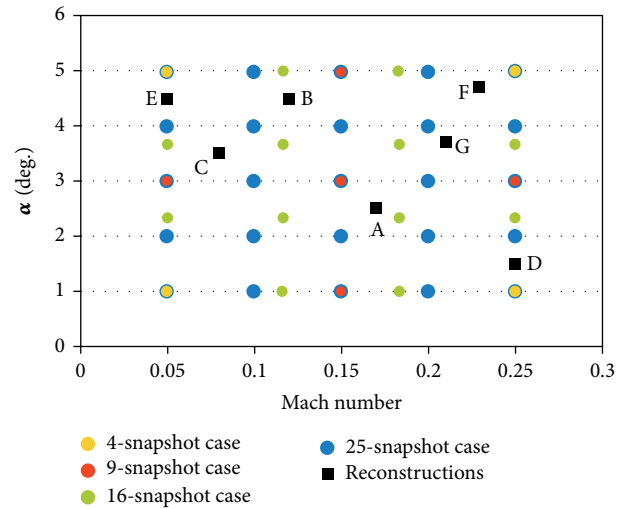 6
5
4
3
2
1
0
α (deg.)
E
B
F
C
G
A
D
0
0.05
0.1
0.15
0.2
0.25
0.3
Mach number
4-snapshot case
9-snapshot case
16-snapshot case
25-snapshot case
Reconstructions